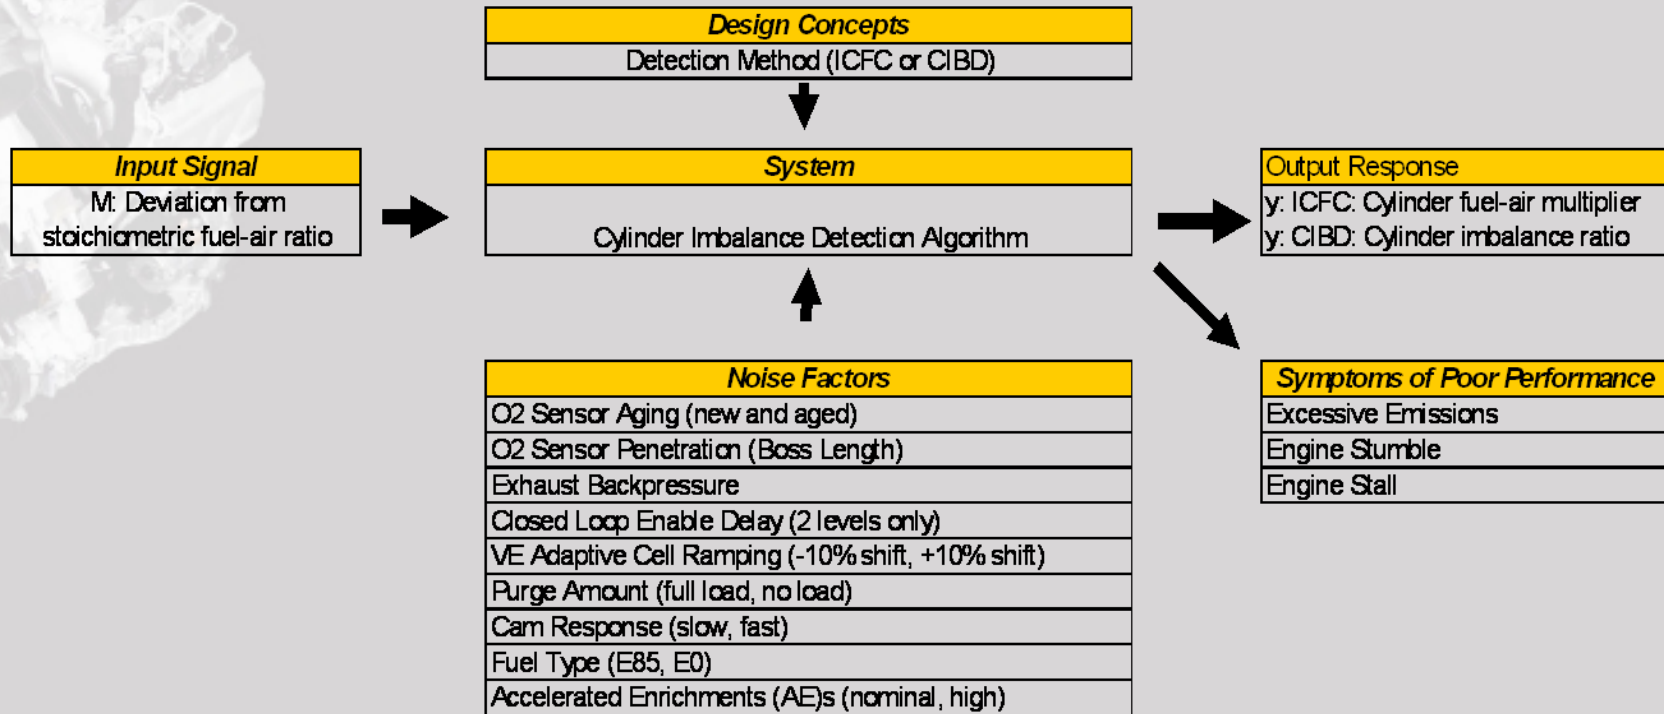 Design Concepts
Detection Method (ICFC or CIBD)
Input Signal
M: Deviation from
stoichiometric fuel-air ratio
System
Cylinder Imbalance Detection Algorithm
Output Response
y: ICFC: Cylinder fuel-air multiplier
y: CIBD: Cylinder imbalance ratio
Noise Factors
O2 Sensor Aging (new and aged)
O2 Sensor Penetration (Boss Length)
Exhaust Backpressure
Closed Loop Enable Delay (2 levels only)
VE Adaptive Cell Ramping (-10% shift, +10% shift)
Purge Amount (full load, no load)
Cam Response (slow, fast)
Fuel Type (E85, E0)
Accelerated Enrichments (AE)s (nominal, high)
Symptoms of Poor Performance
Excessive Emissions
Engine Stumble
Engine Stall